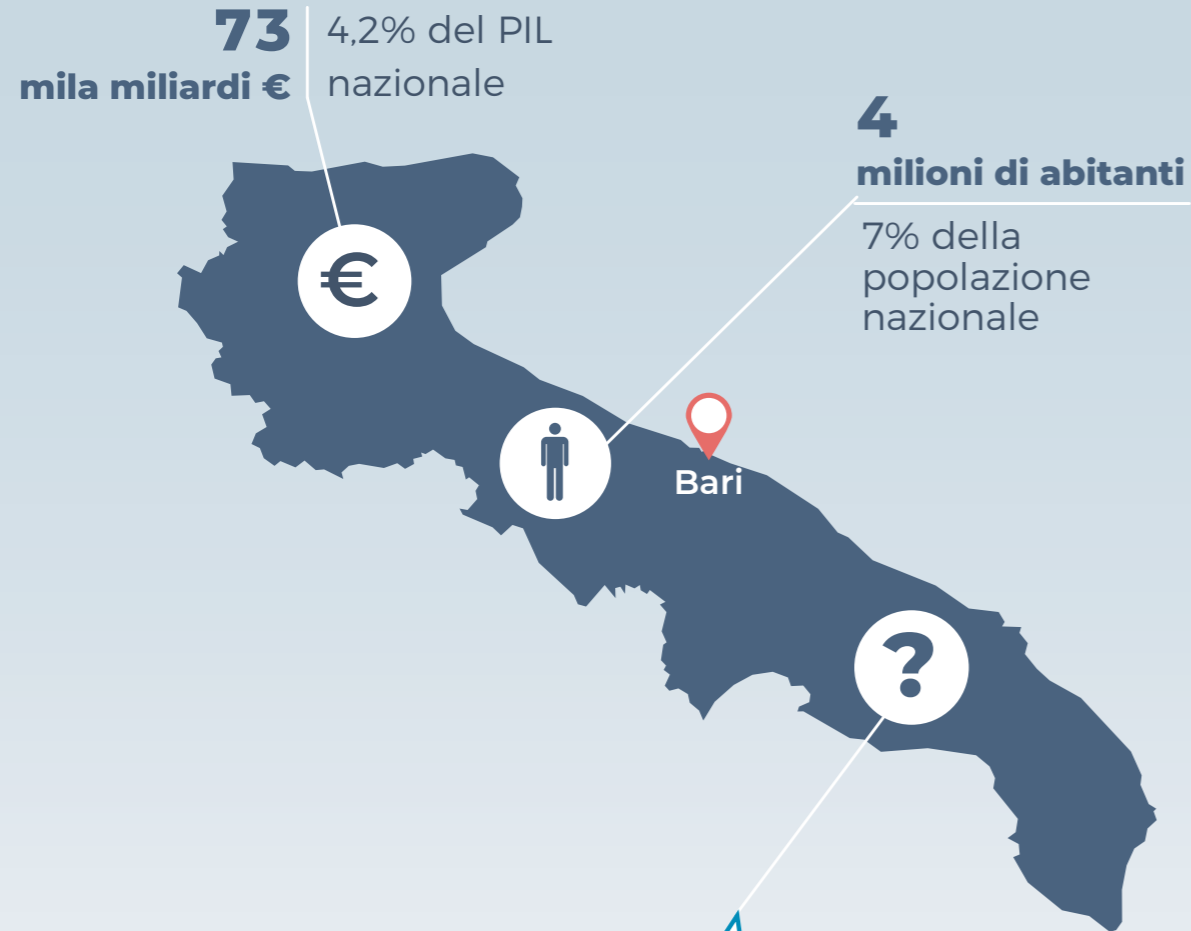 73
mila miliardi €
4,2% del PIL
nazionale
4
milioni di abitanti
7% della
popolazione
nazionale
€
Bari
?